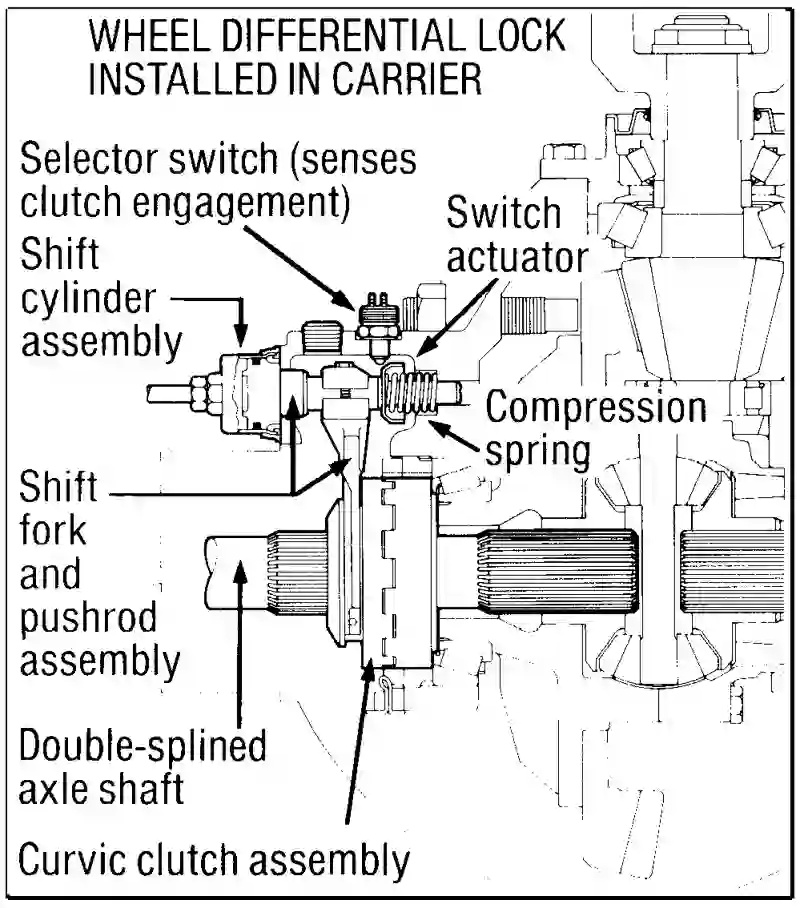 WHEEL DIFFERENTIAL LOCK
INSTALLED IN CARRIER
Selector switch (senses
clutch engagement)
Switch
actuator
Shift
cylinder
assembly
Compression
spring
Shift
fork
and
pushrod
assembly
Double-splined
axle shaft
Curvic clutch assembly